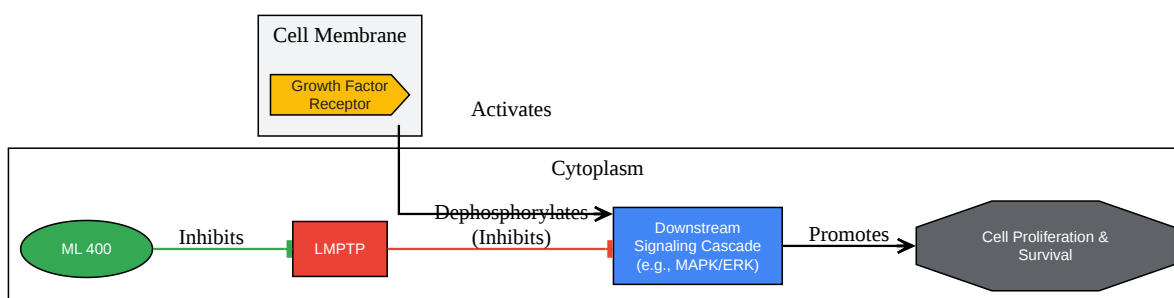 Cell Membrane
Growth Factor
Receptor
Activates
Cytoplasm
ML 400
Inhibits
LMPTP
Dephosphorylates
(Inhibits)
Downstream
Signaling Cascade
(e.g., MAPK/ERK)
Promotes
Cell Proliferation &
Survival